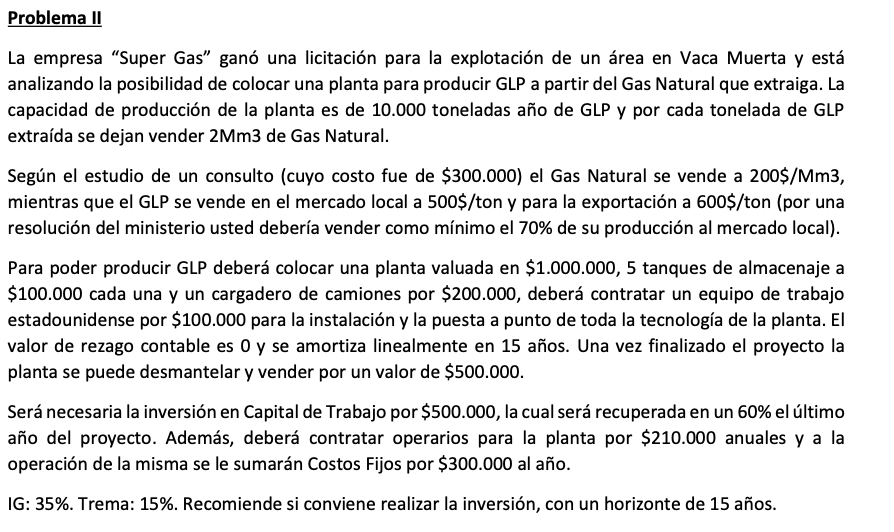 Problema II
La empresa “Super Gas” ganó una licitación para la explotación de un área en Vaca Muerta y está
analizando la posibilidad de colocar una planta para producir GLP a partir del Gas Natural que extraiga. La
capacidad de producción de la planta es de 10.000 toneladas año de GLP y por cada tonelada de GLP
extraída se dejan vender 2Mm3 de Gas Natural.
Según el estudio de un consulto (cuyo costo fue de $300.000) el Gas Natural se vende a 200$/Mm3,
mientras que el GLP se vende en el mercado local a 500$/ton y para la exportación a 600$/ton (por una
resolución del ministerio usted debería vender como mínimo el 70% de su producción al mercado local).
Para poder producir GLP deberá colocar una planta valuada en $1.000.000, 5 tanques de almacenaje a
$100.000 cada una y un cargadero de camiones por $200.000, deberá contratar un equipo de trabajo
estadounidense por $100.000 para la instalación y la puesta a punto de toda la tecnología de la planta. El
valor de rezago contable es 0 y se amortiza linealmente en 15 años. Una vez finalizado el proyecto la
planta se puede desmantelar y vender por un valor de $500.000.
Será necesaria la inversión en Capital de Trabajo por $500.000, la cual será recuperada en un 60% el último
año del proyecto. Además, deberá contratar operarios para la planta por $210.000 anuales y a la
operación de la misma se le sumarán Costos Fijos por $300.000 al año.
IG: 35%. Trema: 15%. Recomiende si conviene realizar la inversión, con un horizonte de 15 años.